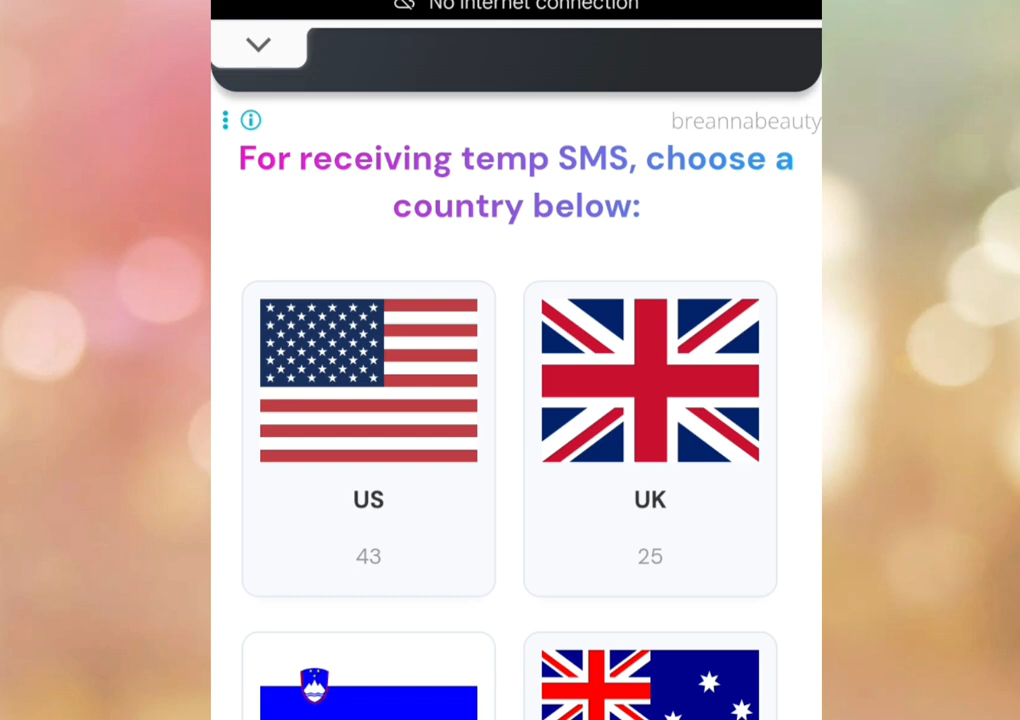 No internet connection
breannabeauty
For receiving temp SMS, choose a
country below:
US
UK
43
25